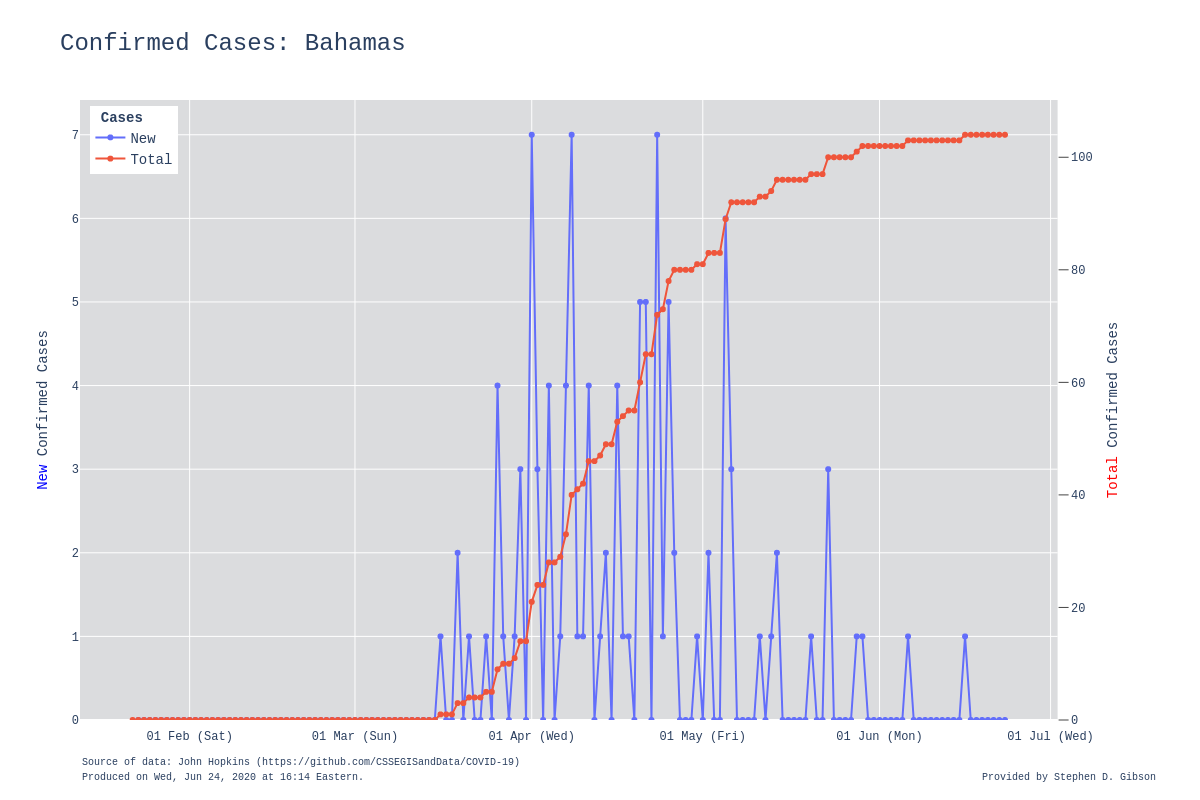 Confirmed Cases: Bahamas
Cases
New
Total
7
6
5
4
3
2
1
0
100
80
60
40
20
0
New Confirmed Cases
Total Confirmed Cases
01 Feb (Sat)
01 Mar (Sun)
01 Apr (Wed)
01 May (Fri)
01 Jun (Mon)
01 Jul (Wed)
Source of data: John Hopkins (https://github.com/CSSEGISandData/COVID-19)
Produced on Wed, Jun 24, 2020 at 16:14 Eastern.
Provided by Stephen D. Gibson